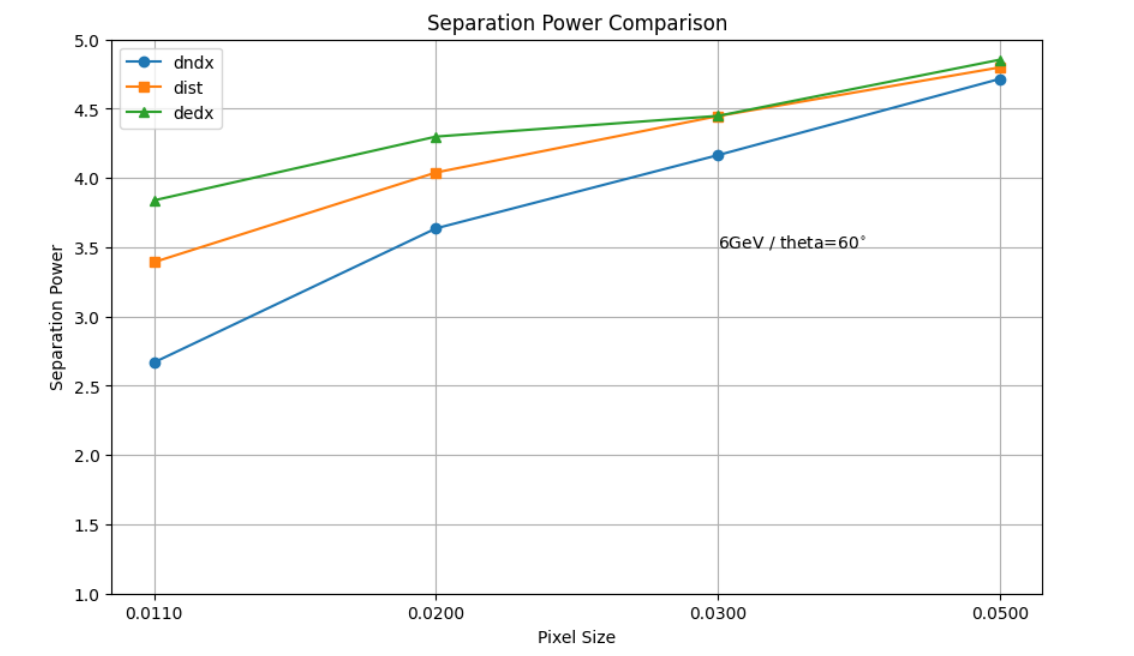 Separation Power Comparison
5.0
4.5
4.0
3.5
3.0
2.5
2.0
1.5
1.0
Separation Power
dndx
dist
dedx
6GeV / theta=60°
0.0110 0.0200 0.0300 0.0500
Pixel Size